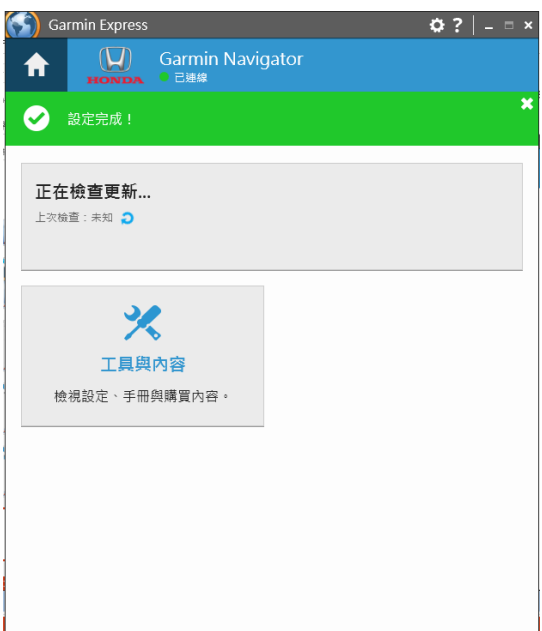 Garmin Express
?
HONDA
Garmin Navigator
已連線
設定完成！
正在檢查更新...
上次檢查：未知
工具與內容
檢視設定、手冊與購買內容。